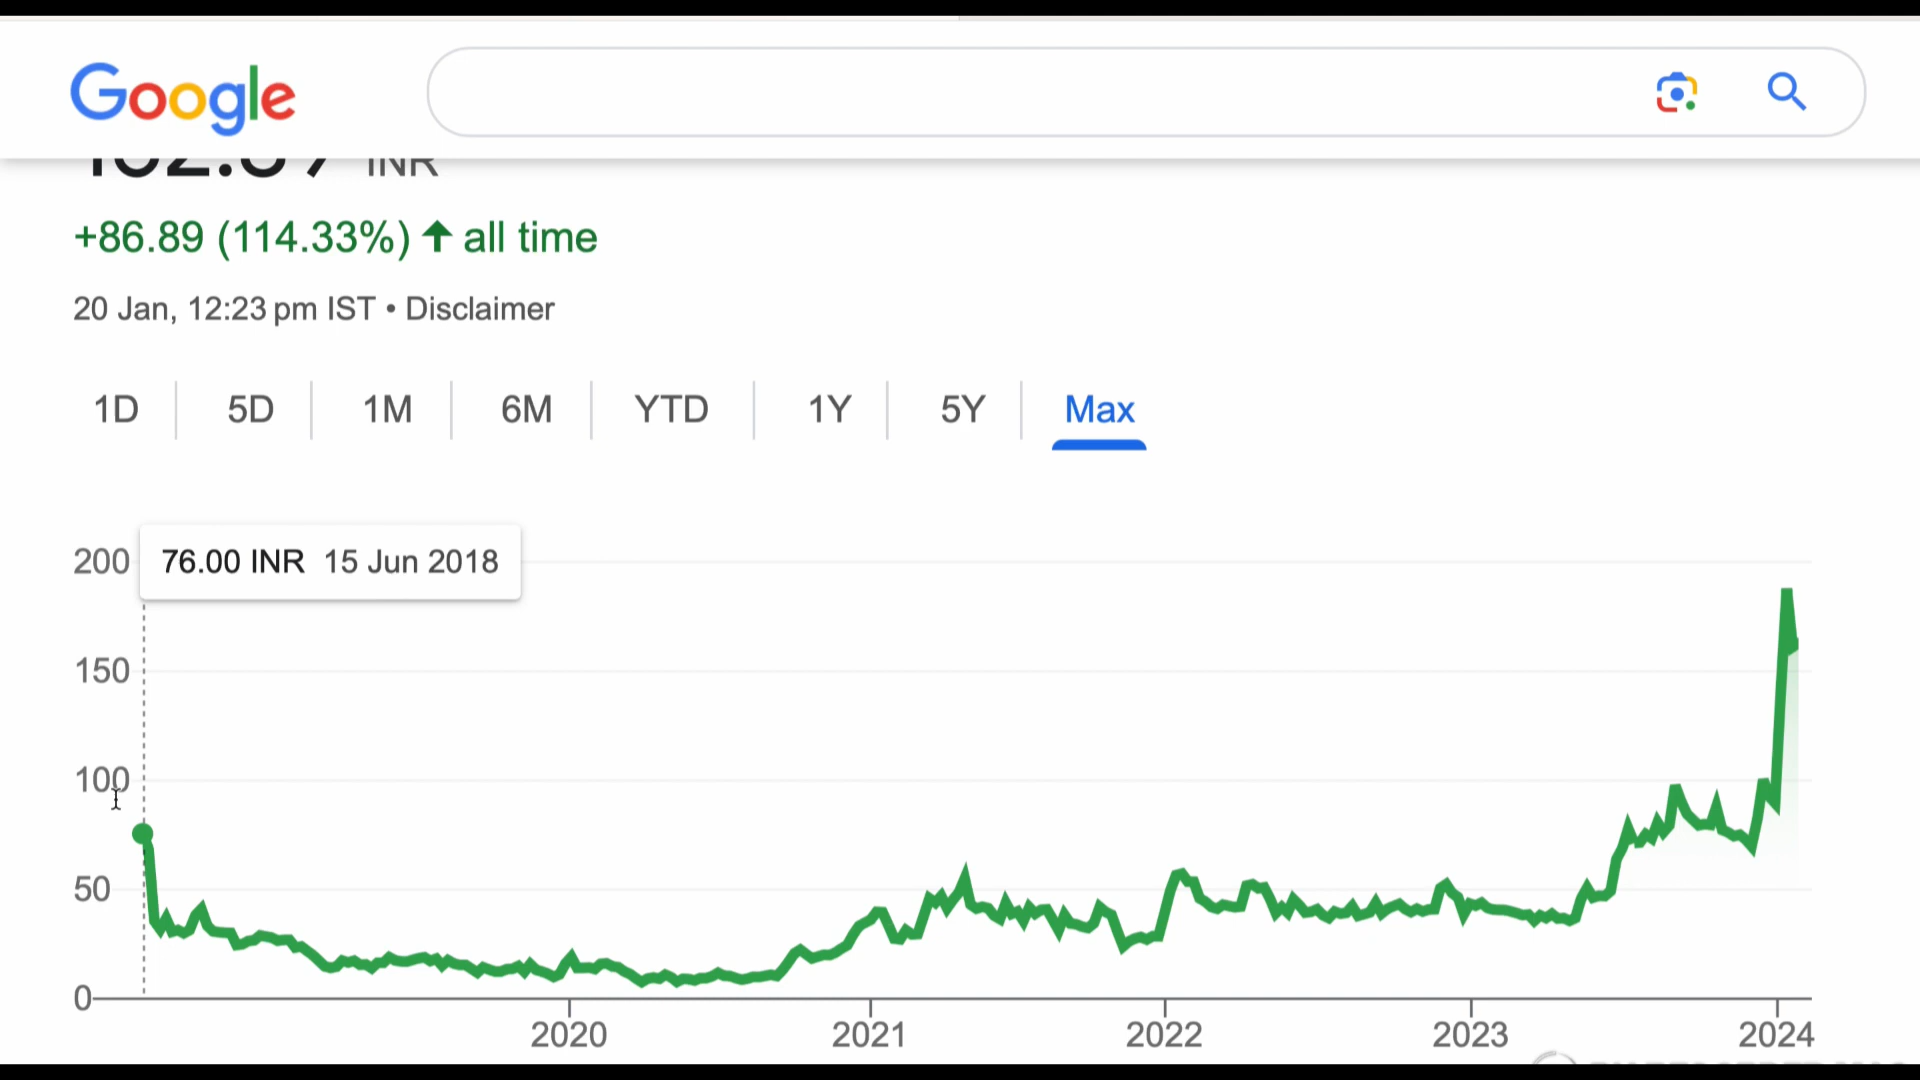 Google
INR
+86.89 (114.33%) ↑ all time
20 Jan, 12:23 pm IST • Disclaimer
1D 5D 1M 6M YTD 1Y 5Y Max
200 76.00 INR 15 Jun 2018
150
100
50
0
2020 2021 2022 2023 2024